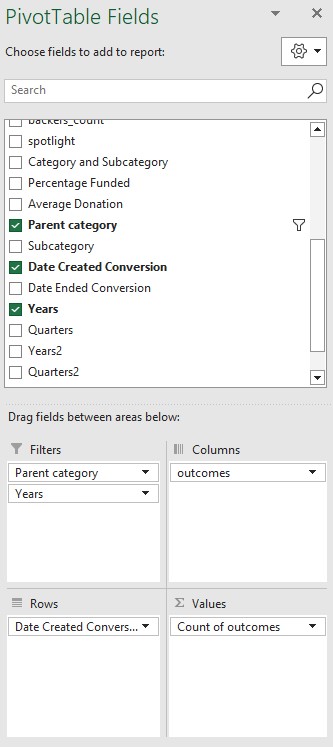 PivotTable Fields
Choose fields to add to report:
Search
backers_count
spotlight
Category and Subcategory
Percentage Funded
Average Donation
Parent category
Subcategory
Date Created Conversion
Date Ended Conversion
Years
Quarters
Years2
Quarters2
Drag fields between areas below:
Filters
Parent category
Years
Columns
outcomes
Rows
Date Created Convers...
Σ Values
Count of outcomes